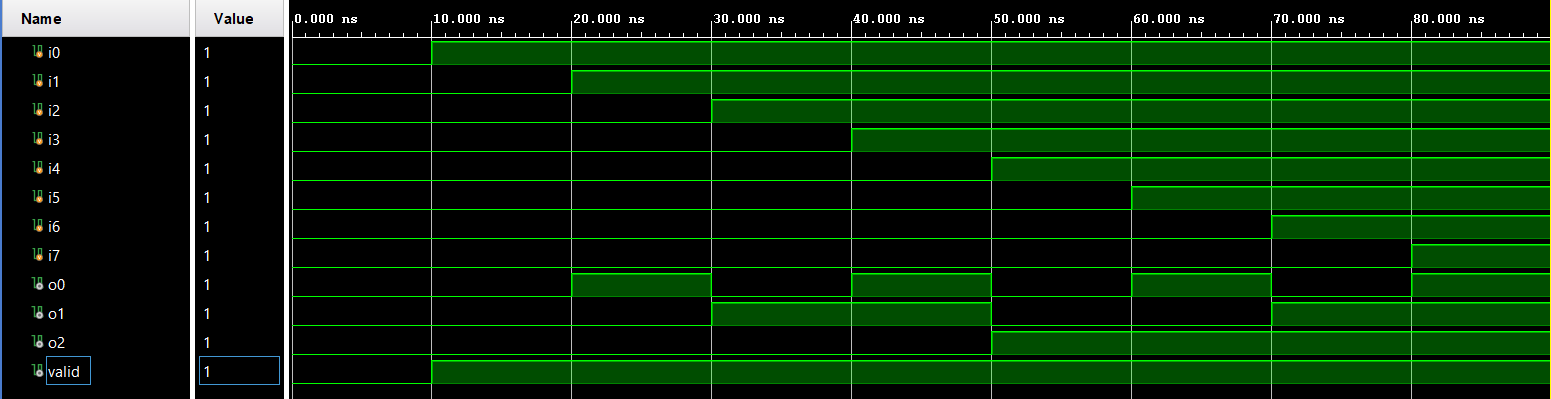 Name Value 0.000 ns 10.000 ns 20.000 ns 30.000 ns 40.000 ns 50.000 ns 60.000 ns 70.000 ns 80.000 ns
i0 1
i1 1
i2 1
i3 1
i4 1
i5 1
i6 1
i7 1
o0 1
o1 1
o2 1
valid 1